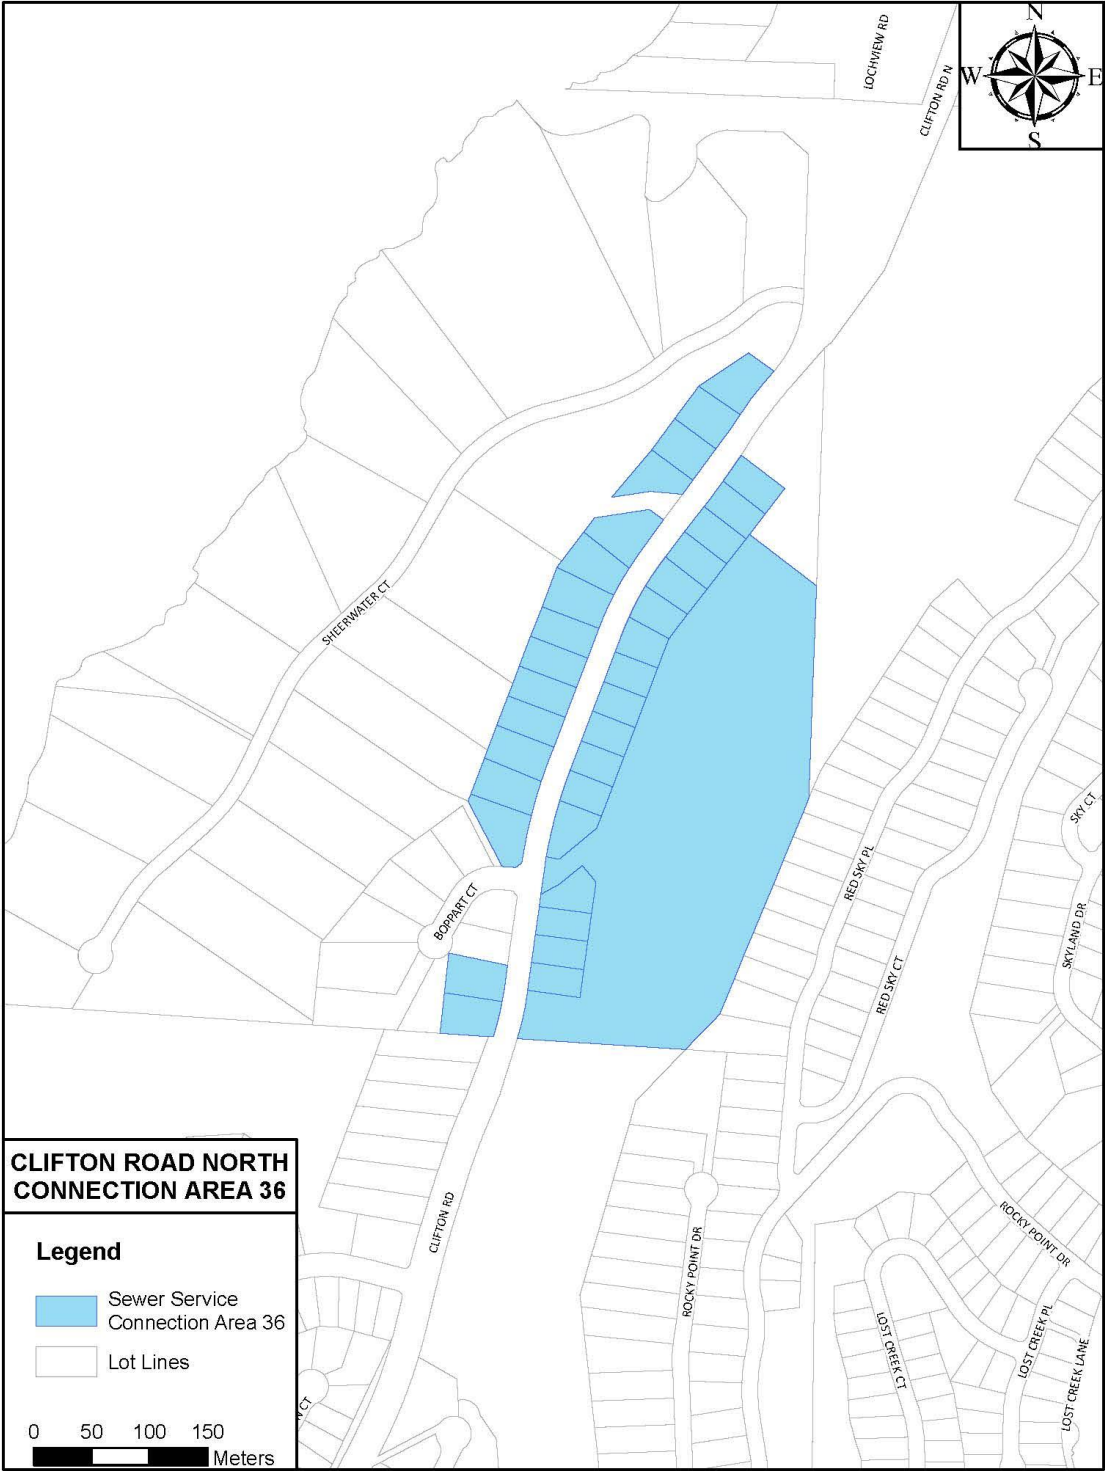 LOCHVIEW RD
CLIFTON RD N
N
W
E
S
SHEERWATER CT
BOPPART CT
RED SKY PL
RED SKY CT
SKY CT
SKYLAND DR
CLIFTON RD
ROCKY POINT DR
ROCKY POINT DR
LOST CREEK CT
LOST CREEK PL
LOST CREEK LANE
CLIFTON ROAD NORTH
CONNECTION AREA 36
Legend
Sewer Service
Connection Area 36
Lot Lines
0 50 100 150
Meters
CT